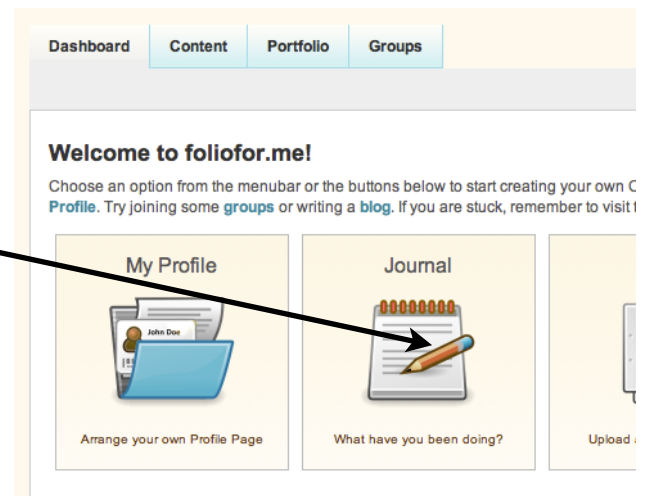 Dashboard Content Portfolio Groups
Welcome to foliofor.me!
Choose an option from the menubar or the buttons below to start creating your own
Profile. Try joining some groups or writing a blog. If you are stuck, remember to visit
My Profile
John Doe
Arrange your own Profile Page
Journal
What have you been doing?
Upload